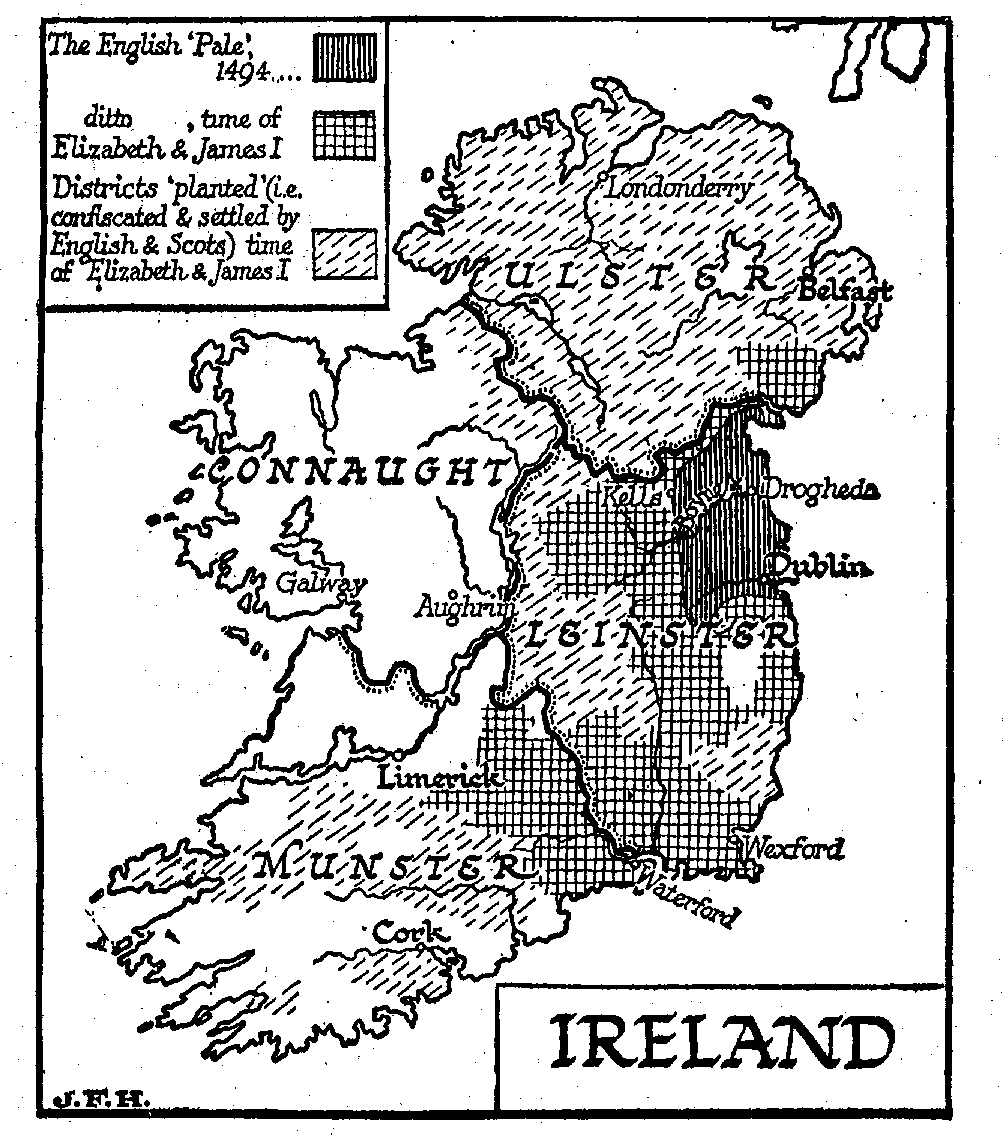 The English 'Pale',
1494....
ditto , time of
Elizabeth & James I
Districts 'planted' (i.e.
confiscated & settled by
English & Scots) time
of Elizabeth & James I
Londonderry
ULSTER
Belfast
CONNAUGHT
Kells
Boyne
Drogheda
Galway
Aughrim
Dublin
LEINSTER
Limerick
MUNSTER
Wexford
Waterford
Cork
IRELAND
J.F.H.